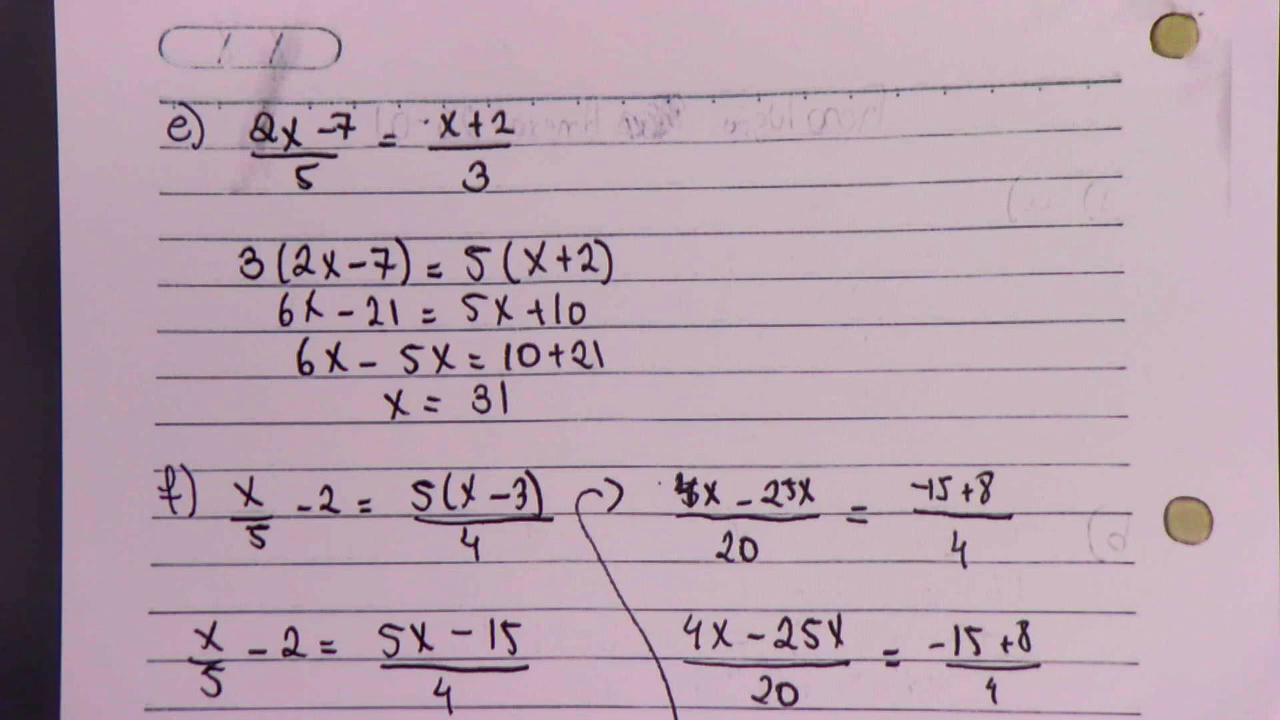 e) 2x - 7 / 5 = x + 2 / 3
3(2x - 7) = 5(x + 2)
6x - 21 = 5x + 10
6x - 5x = 10 + 21
x = 31
f) x/5 - 2 = 5(x - 3) / 4
x/5 - 2 = 5x - 15 / 4
4x - 25x / 20 = -15 + 8 / 4
4x - 25x / 20 = -15 + 8 / 4